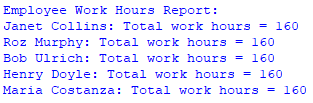 Employee Work Hours Report:
Janet Collins: Total work hours = 160
Roz Murphy: Total work hours = 160
Bob Ulrich: Total work hours = 160
Henry Doyle: Total work hours = 160
Maria Costanza: Total work hours = 160